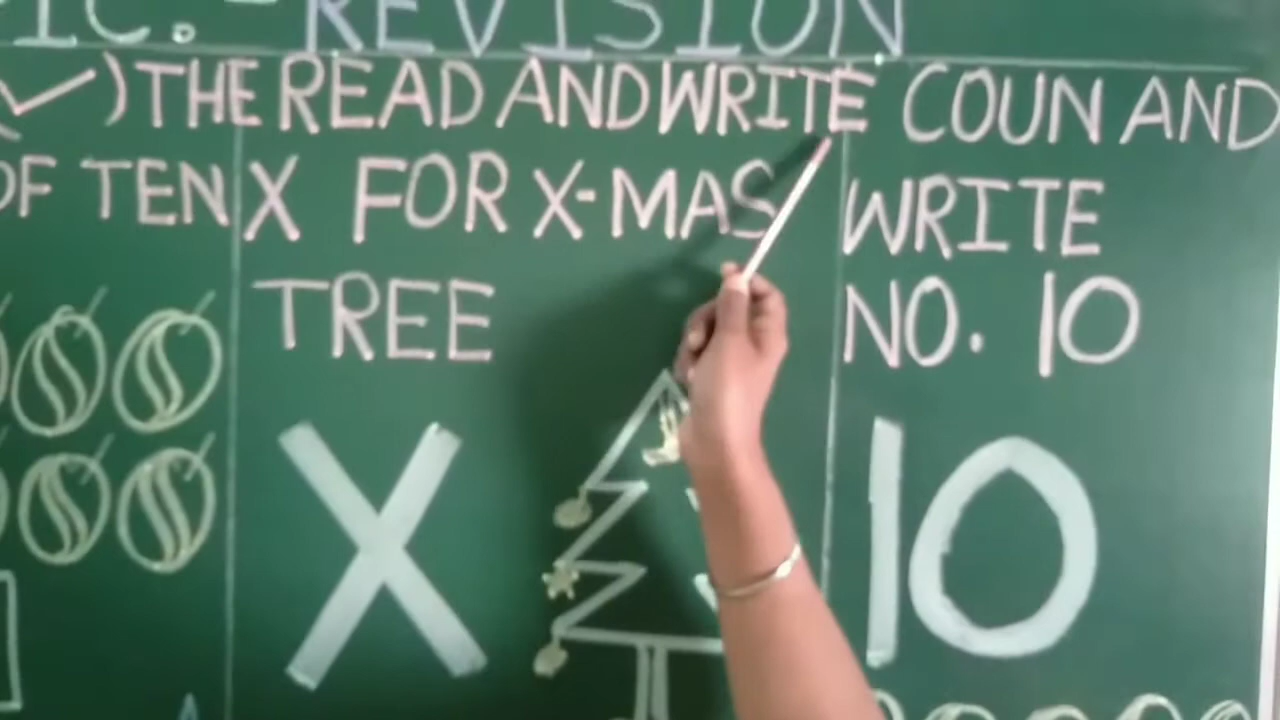 IC. - REVISION
(✓) THE
OF TEN
READ AND WRITE
X FOR X-MAS
TREE
X
COUN AND
WRITE
NO. 10
10